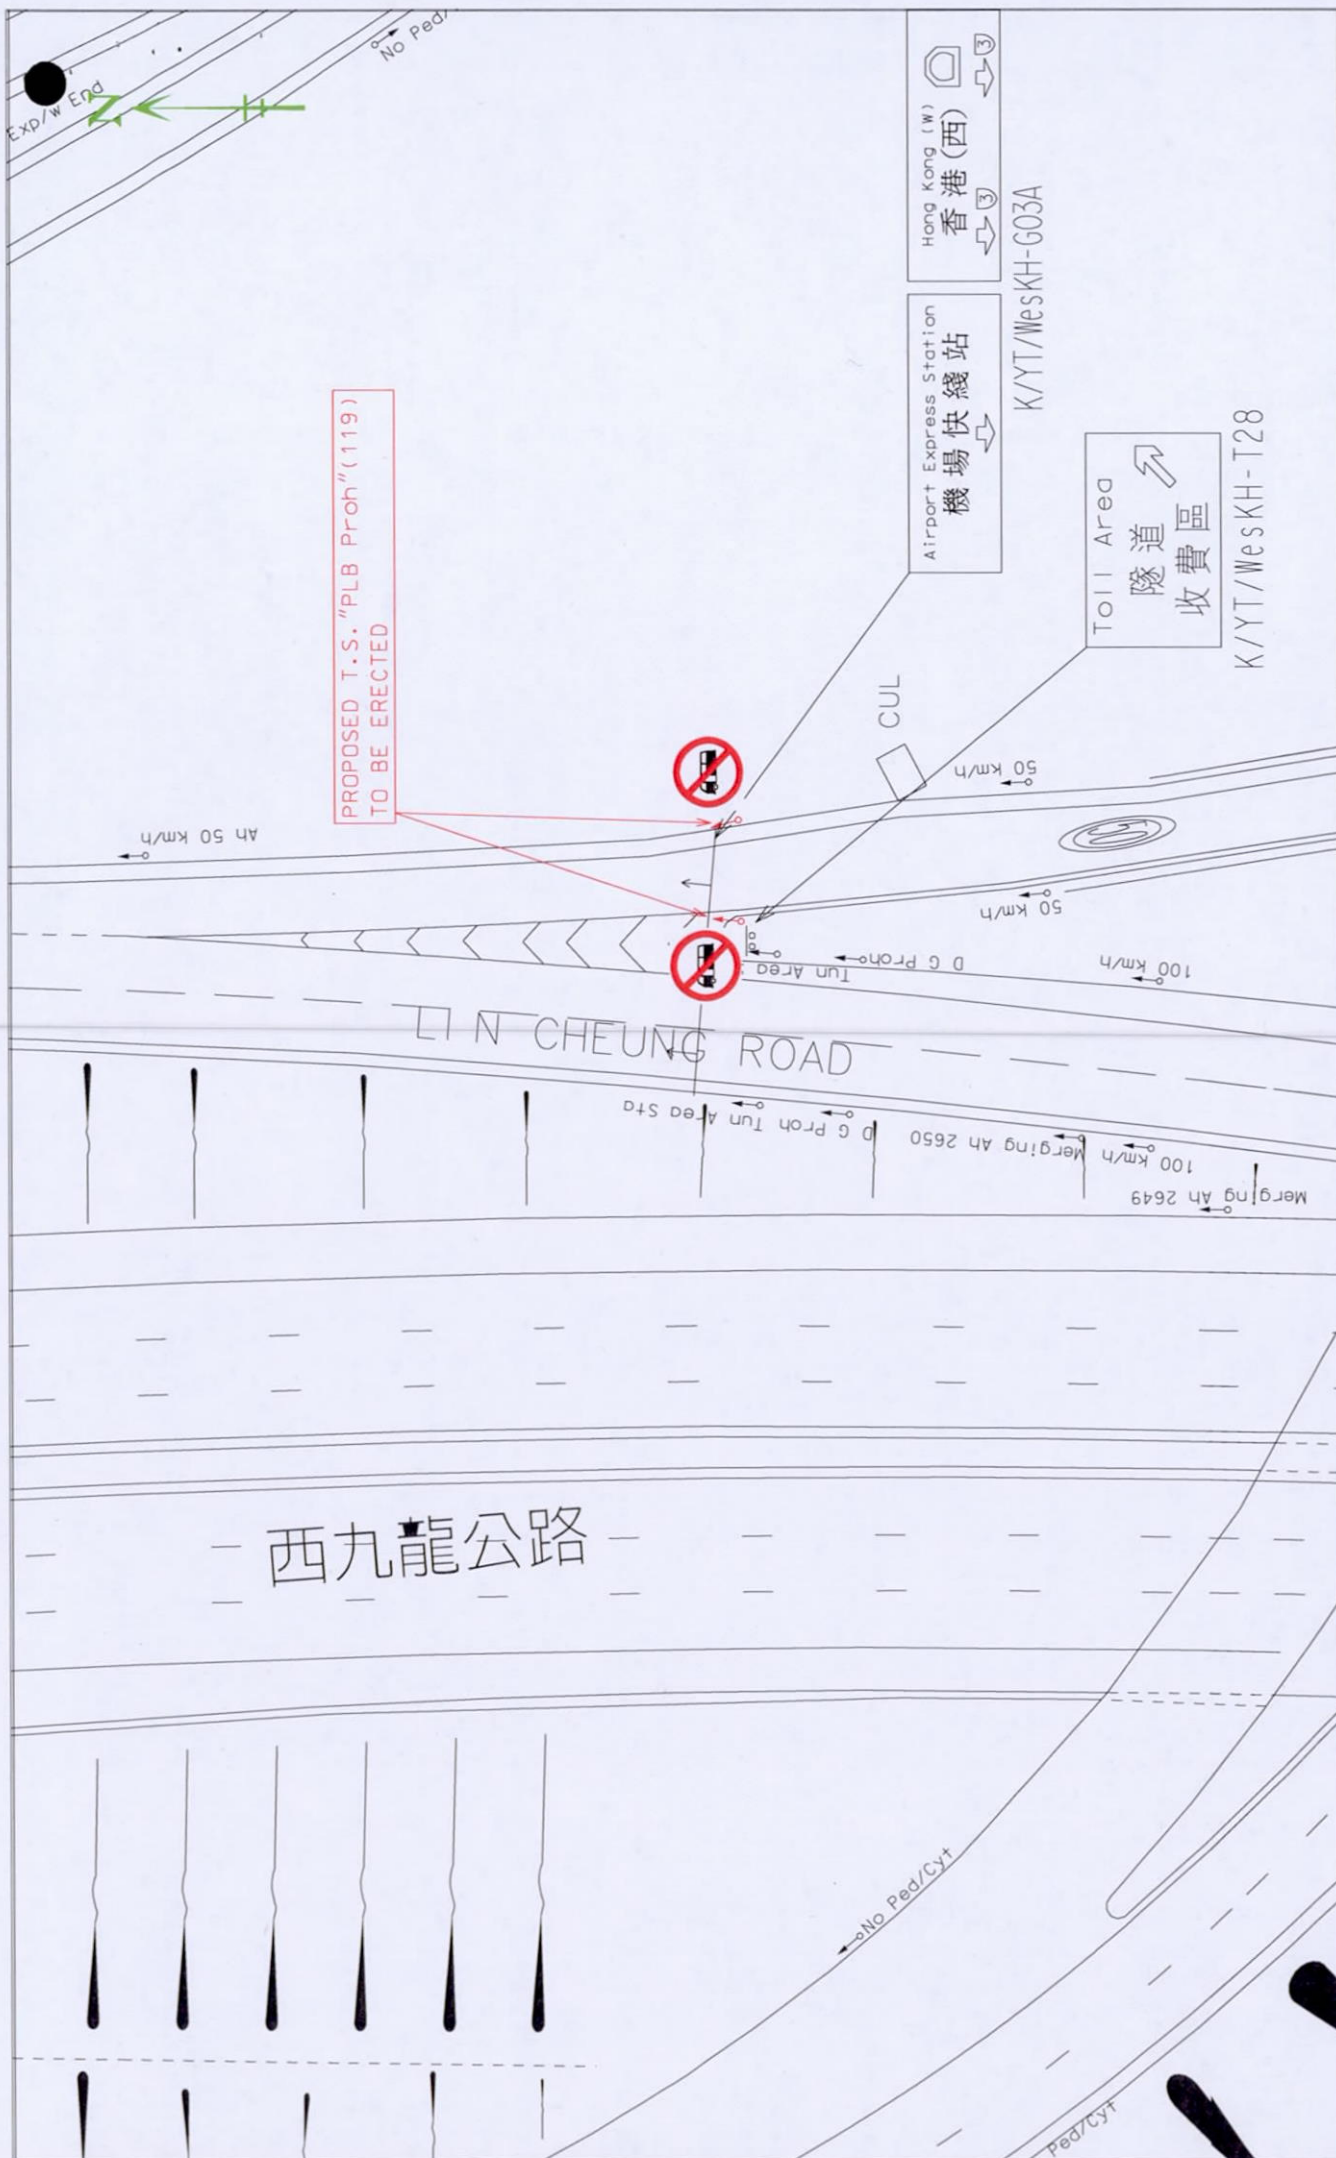 No Ped/
Exp/w End
N
Hong Kong (W)
香港(西)
3
3
K/YT/WesKH-G03A
Airport Express Station
機場快綫站
Toll Area
隧道
收費區
K/YT/WesKH-T28
PROPOSED T.S."PLB Proh"(119)
TO BE ERECTED
CUL
50 km/h
Ah 50 km/h
50 km/h
Tun Area
D G Proh
100 km/h
LIN CHEUNG ROAD
D G Proh Tun Area Sta
Merging Ah 2650
100 km/h
Merging Ah 2649
西九龍公路
No Ped/Cyt
Ped/Cyt